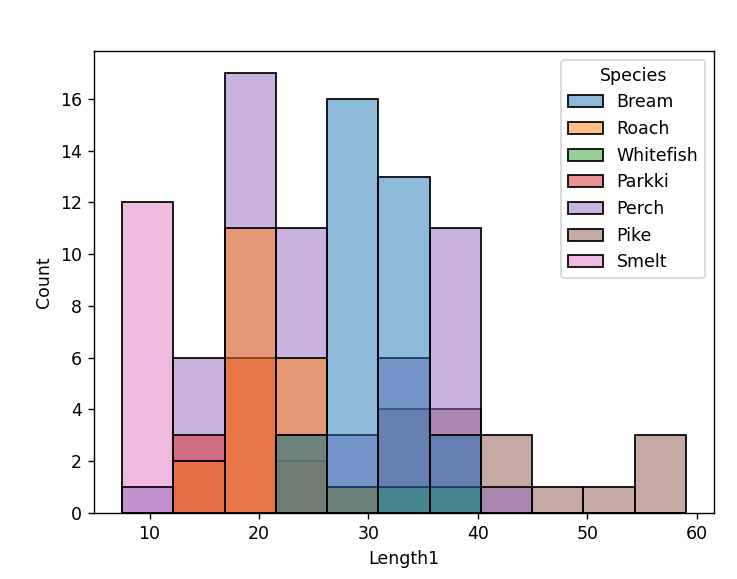 Species
Bream
Roach
Whitefish
Parkki
Perch
Pike
Smelt
16
14
12
10
8
6
4
2
0
Count
10 20 30 40 50 60
Length1